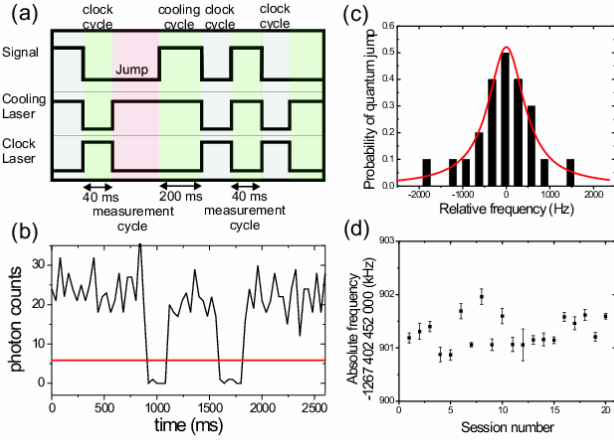 (a)
clock cycle
cooling cycle
clock cycle
clock cycle
Signal
Jump
Cooling Laser
Clock Laser
40 ms
200 ms
40 ms
measurement cycle
measurement cycle
(b)
photon counts
30
20
10
0
0 500 1000 1500 2000 2500
time (ms)
(c)
Probability of quantum jump
0.6
0.5
0.4
0.3
0.2
0.1
0.0
-2000 -1000 0 1000 2000
Relative frequency (Hz)
(d)
Absolute frequency
-1267 402 452 000 (kHz)
903
902
901
900
0 5 10 15 20
Session number